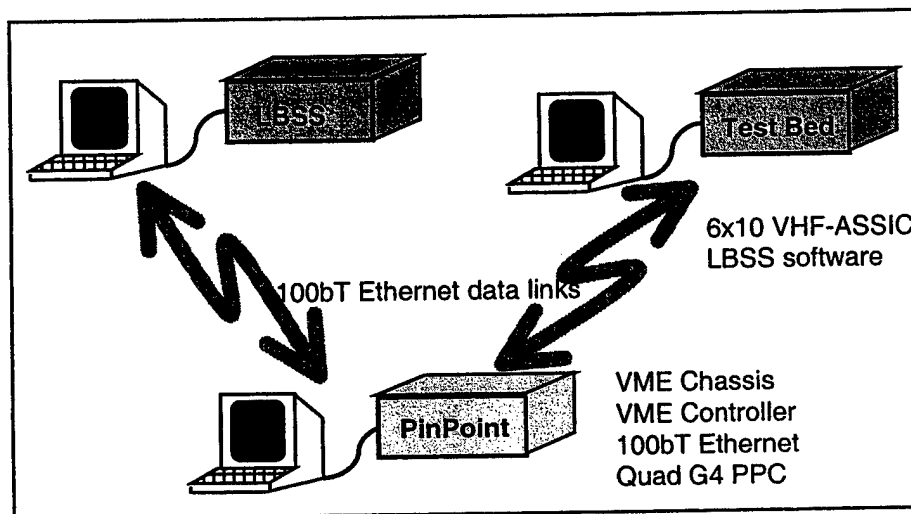 LBSS
Test Bed
6x10 VHF-ASSIC
LBSS software
100bT Ethernet data links
PinPoint
VME Chassis
VME Controller
100bT Ethernet
Quad G4 PPC